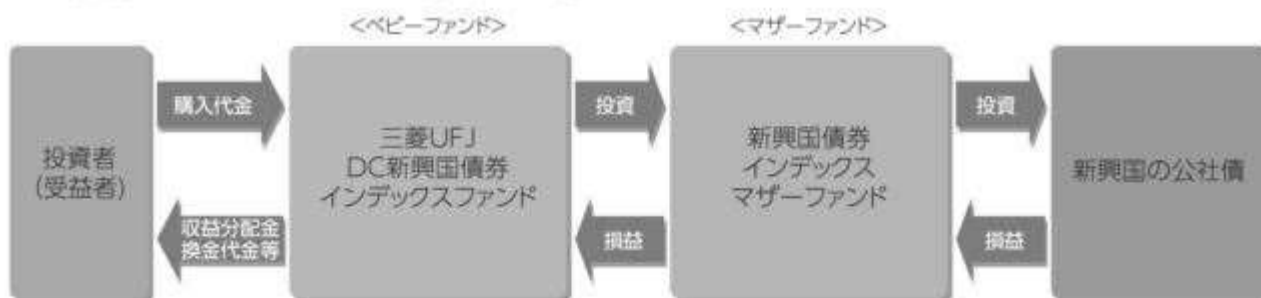 <ベビーファンド>
<マザーファンド>
投資者
(受益者)
購入代金
収益分配金
換金代金等
三菱UFJ
DC新興国債券
インデックスファンド
投資
損益
新興国債券
インデックス
マザーファンド
投資
損益
新興国の公社債